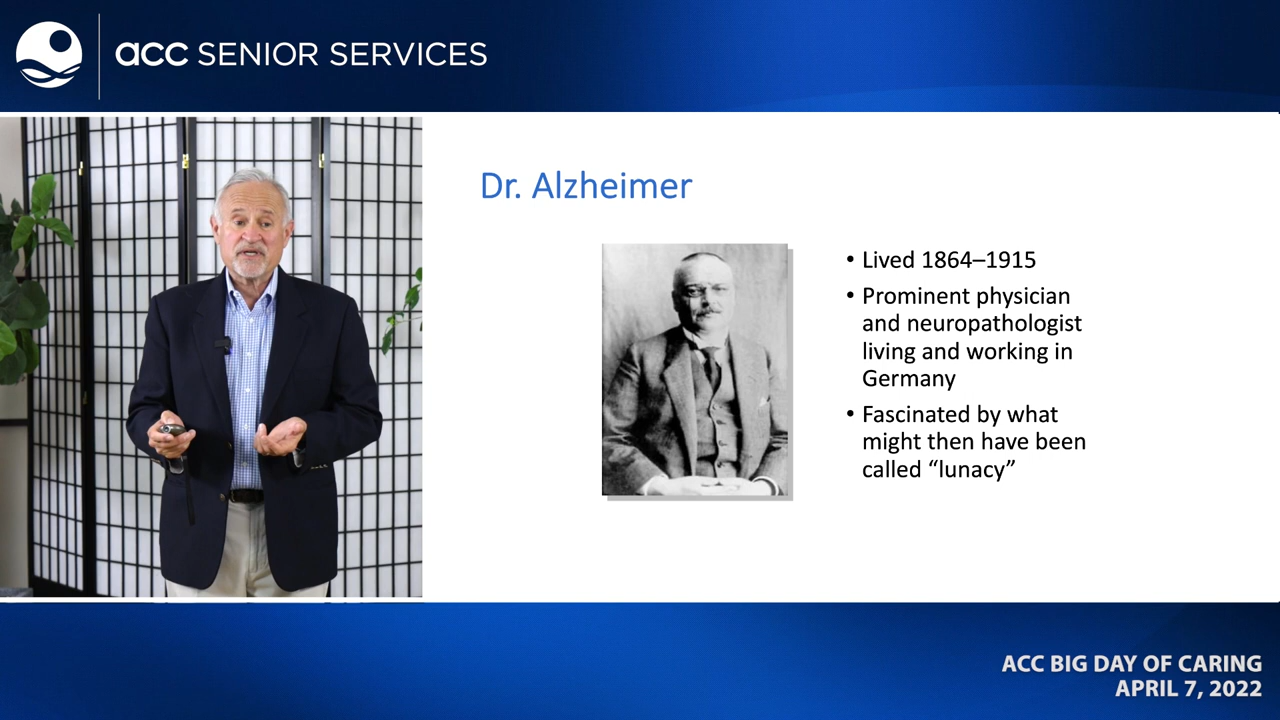 acc SENIOR SERVICES
Dr. Alzheimer
• Lived 1864–1915
• Prominent physician
and neuropathologist
living and working in
Germany
• Fascinated by what
might then have been
called “lunacy”
ACC BIG DAY OF CARING
APRIL 7, 2022